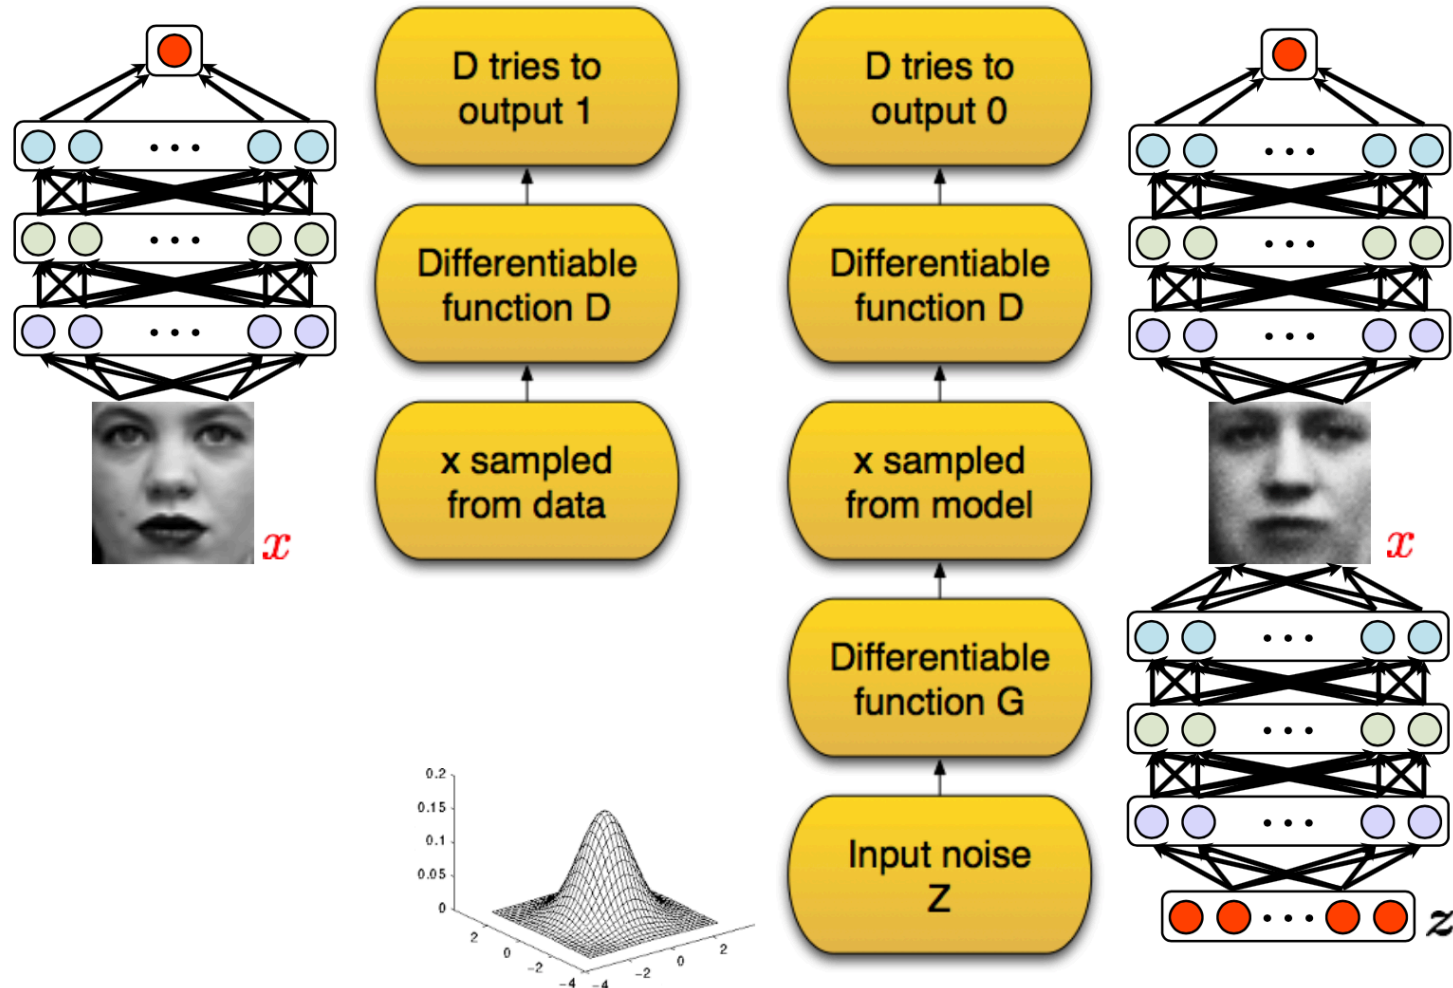 D tries to
output 1
D tries to
output 0
Differentiable
function D
Differentiable
function D
x sampled
from data
x sampled
from model
x
x
Differentiable
function G
Input noise
Z
z
0.2
0.15
0.1
0.05
0
2
0
-2
-4
-4
-2
0
2